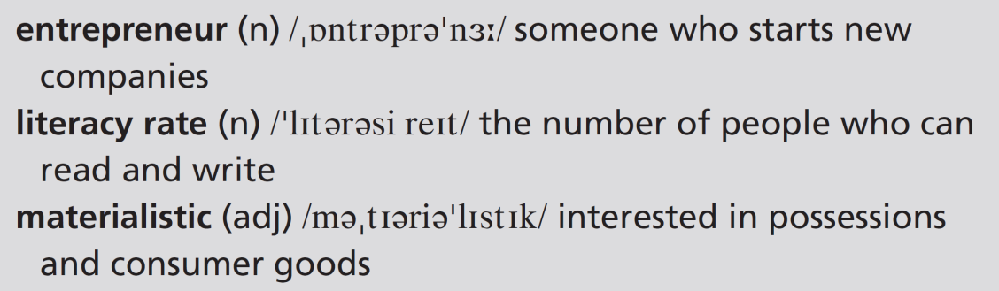 entrepreneur (n) /ˌɒntrəprəˈnɜː/ someone who starts new
companies
literacy rate (n) /ˈlɪtərəsi reɪt/ the number of people who can
read and write
materialistic (adj) /məˌtɪəriəˈlɪstɪk/ interested in possessions
and consumer goods